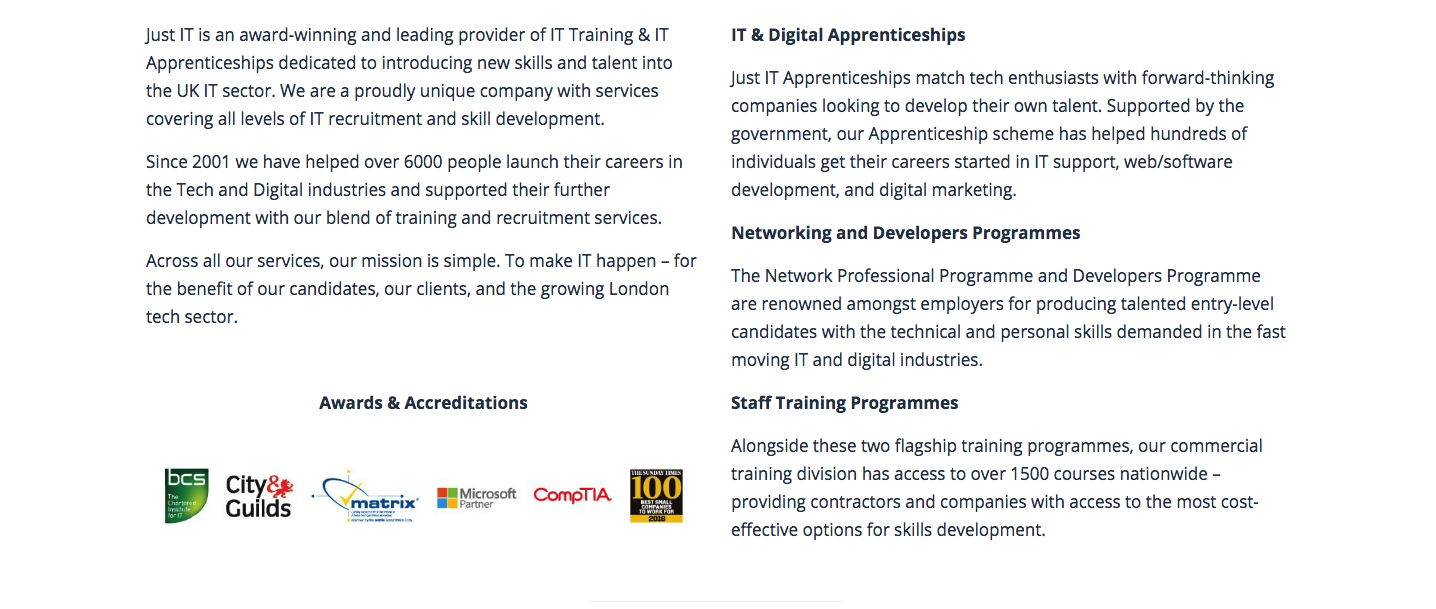 Just IT is an award-winning and leading provider of IT Training & IT
Apprenticeships dedicated to introducing new skills and talent into
the UK IT sector. We are a proudly unique company with services
covering all levels of IT recruitment and skill development.
Since 2001 we have helped over 6000 people launch their careers in
the Tech and Digital industries and supported their further
development with our blend of training and recruitment services.
Across all our services, our mission is simple. To make IT happen – for
the benefit of our candidates, our clients, and the growing London
tech sector.
Awards & Accreditations
bcs
The
Chartered
Institute
for IT
City&
Guilds
matrix
Microsoft
Partner
CompTIA
THE SUNDAY TIMES
100
BEST SMALL
COMPANIES
TO WORK FOR
2016
IT & Digital Apprenticeships
Just IT Apprenticeships match tech enthusiasts with forward-thinking
companies looking to develop their own talent. Supported by the
government, our Apprenticeship scheme has helped hundreds of
individuals get their careers started in IT support, web/software
development, and digital marketing.
Networking and Developers Programmes
The Network Professional Programme and Developers Programme
are renowned amongst employers for producing talented entry-level
candidates with the technical and personal skills demanded in the fast
moving IT and digital industries.
Staff Training Programmes
Alongside these two flagship training programmes, our commercial
training division has access to over 1500 courses nationwide –
providing contractors and companies with access to the most cost-
effective options for skills development.